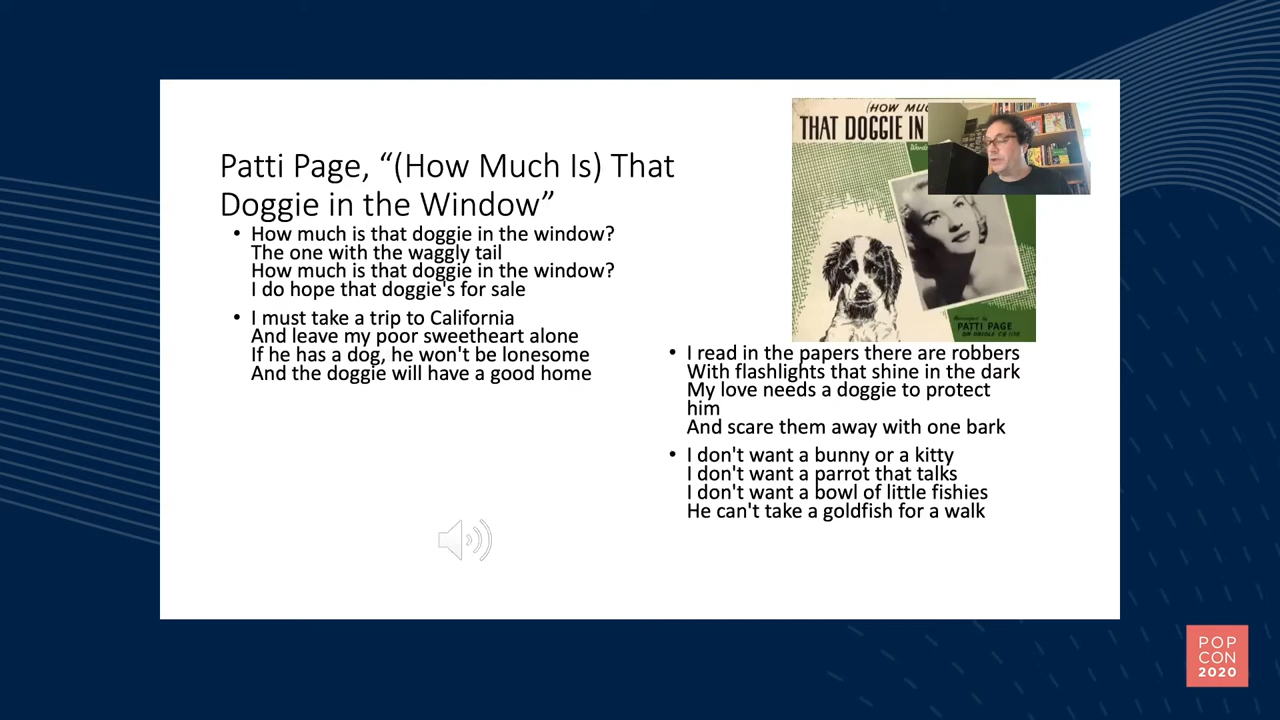 Patti Page, “(How Much Is) That
Doggie in the Window”
• How much is that doggie in the window?
The one with the waggly tail
How much is that doggie in the window?
I do hope that doggie's for sale
• I must take a trip to California
And leave my poor sweetheart alone
If he has a dog, he won't be lonesome
And the doggie will have a good home
(HOW MUC
THAT DOGGIE IN
Words
PATTI PAGE
• I read in the papers there are robbers
With flashlights that shine in the dark
My love needs a doggie to protect
him
And scare them away with one bark
• I don't want a bunny or a kitty
I don't want a parrot that talks
I don't want a bowl of little fishies
He can't take a goldfish for a walk
POP
CON
2020